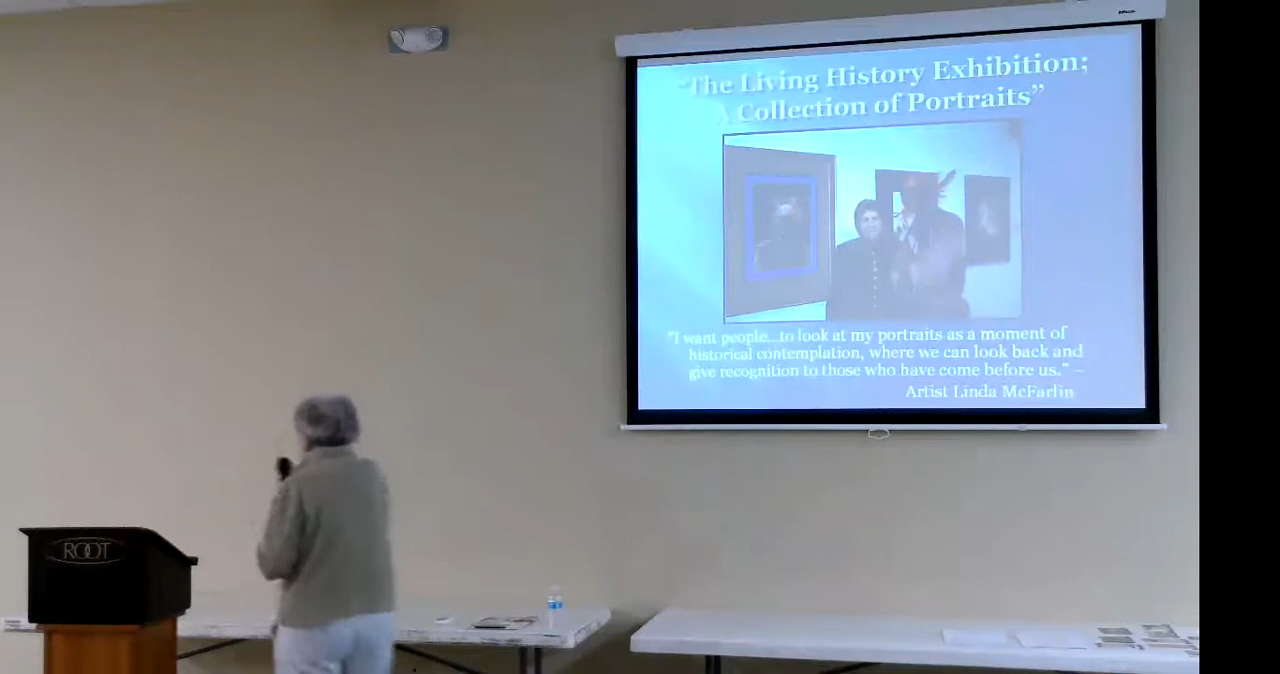 "The Living History Exhibition;
A Collection of Portraits"
"I want people...to look at my portraits as a moment of
historical contemplation, where we can look back and
give recognition to those who have come before us." –
Artist Linda McFarlin
ROOT